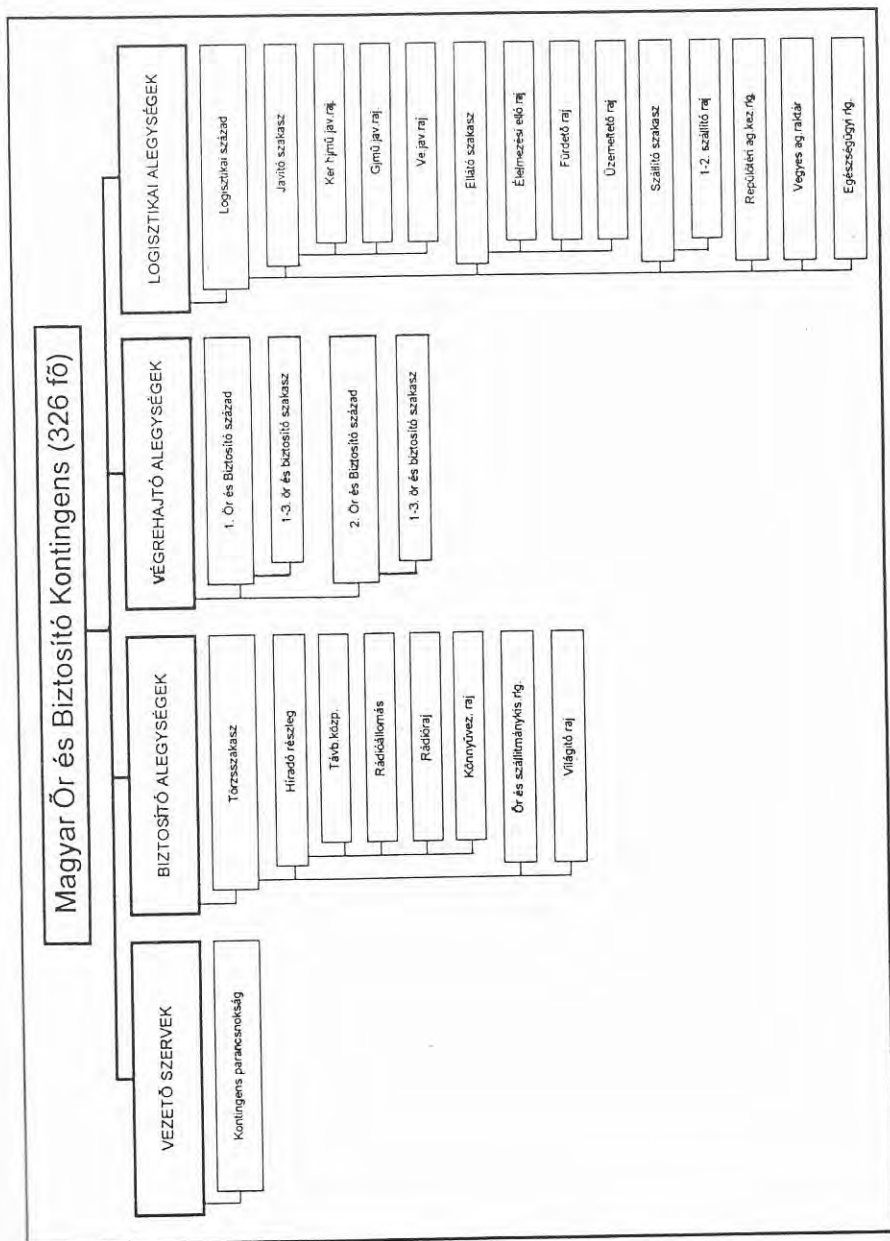 Magyar Őr és Biztosító Kontingens (326 fő)
VEZETŐ SZERVEK
Kontingens parancsnokság
BIZTOSÍTÓ ALEGYSÉGEK
Törzsszakasz
Híradó részleg
Távb.közp.
Rádióállomás
Rádióraj
Könnyűvez. raj
Őr és szállítmánykis rlg.
Világító raj
VÉGREHAJTÓ ALEGYSÉGEK
1. Őr és Biztosító század
1-3. őr és biztosító szakasz
2. Őr és Biztosító század
1-3. őr és biztosító szakasz
LOGISZTIKAI ALEGYSÉGEK
Logisztikai század
Javító szakasz
Ker hjmű jav.raj.
Gjmű jav.raj.
Ve jav.raj
Ellátó szakasz
Élelmezési elló raj
Fürdető raj
Üzemeltető raj
Szállító szakasz
1-2. szállító raj
Repülőtéri ag.kez.rlg.
Vegyes ag.raktár
Egészségügyi rlg.